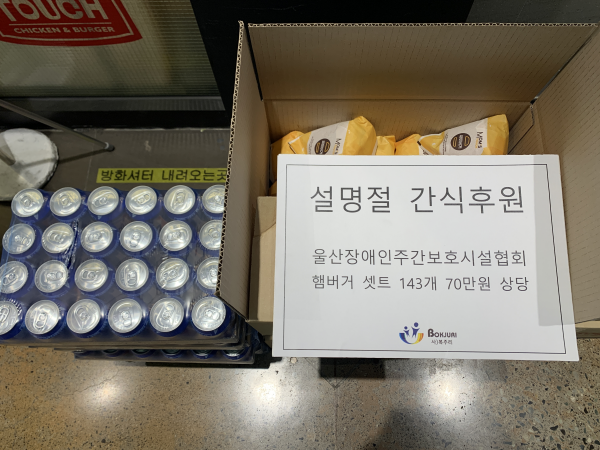 TOUCH
CHICKEN & BURGER
방화셔터 내려오는곳
설명절 간식후원
울산장애인주간보호시설협회
햄버거 셋트 143개 70만원 상당
BOKJURI